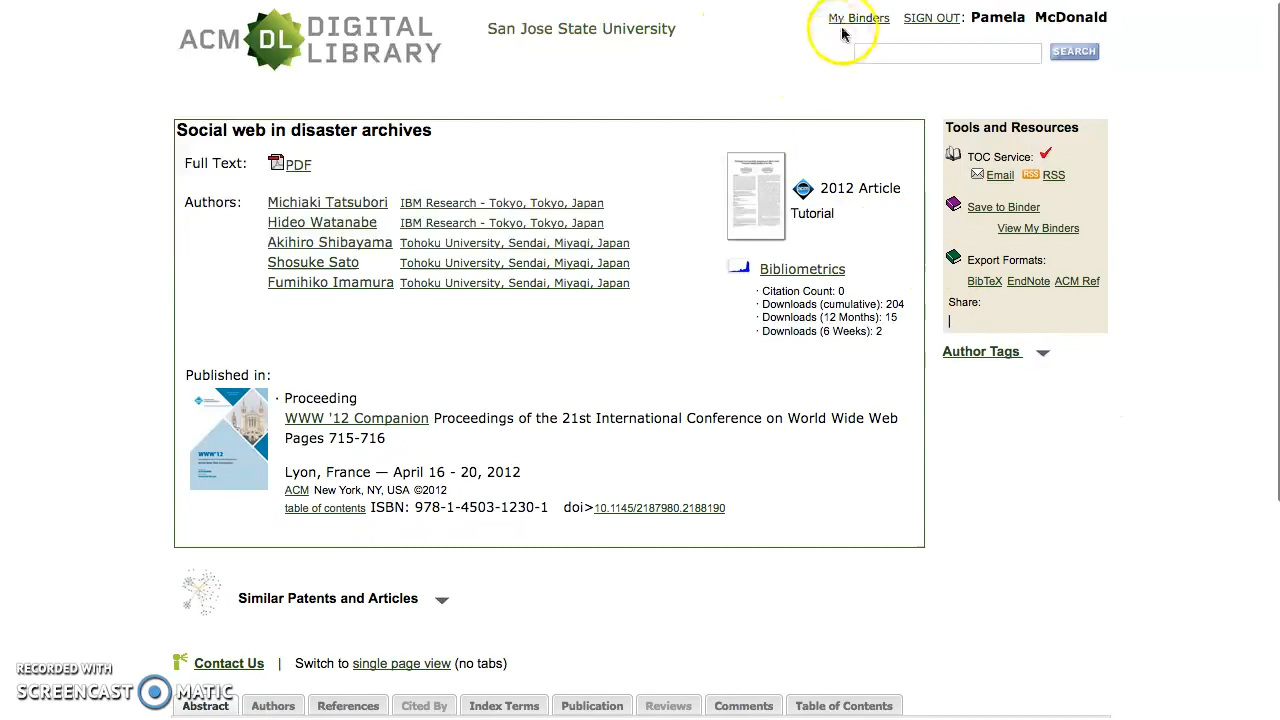 My Binders SIGN OUT: Pamela McDonald
ACM DL DIGITAL LIBRARY
San Jose State University
SEARCH
Social web in disaster archives
Full Text: PDF
Authors: Michiaki Tatsubori IBM Research - Tokyo, Tokyo, Japan
Hideo Watanabe IBM Research - Tokyo, Tokyo, Japan
Akihiro Shibayama Tohoku University, Sendai, Miyagi, Japan
Shosuke Sato Tohoku University, Sendai, Miyagi, Japan
Fumihiko Imamura Tohoku University, Sendai, Miyagi, Japan
2012 Article
Tutorial
Bibliometrics
· Citation Count: 0
· Downloads (cumulative): 204
· Downloads (12 Months): 15
· Downloads (6 Weeks): 2
Tools and Resources
TOC Service:
Email RSS RSS
Save to Binder
View My Binders
Export Formats:
BibTeX EndNote ACM Ref
Share:
Author Tags
Published in:
WWW'12
· Proceeding
WWW '12 Companion Proceedings of the 21st International Conference on World Wide Web
Pages 715-716
Lyon, France — April 16 - 20, 2012
ACM New York, NY, USA ©2012
table of contents ISBN: 978-1-4503-1230-1 doi>10.1145/2187980.2188190
Similar Patents and Articles
Contact Us | Switch to single page view (no tabs)
RECORDED WITH
SCREENCAST MATIC
Abstract Authors References Cited By Index Terms Publication Reviews Comments Table of Contents